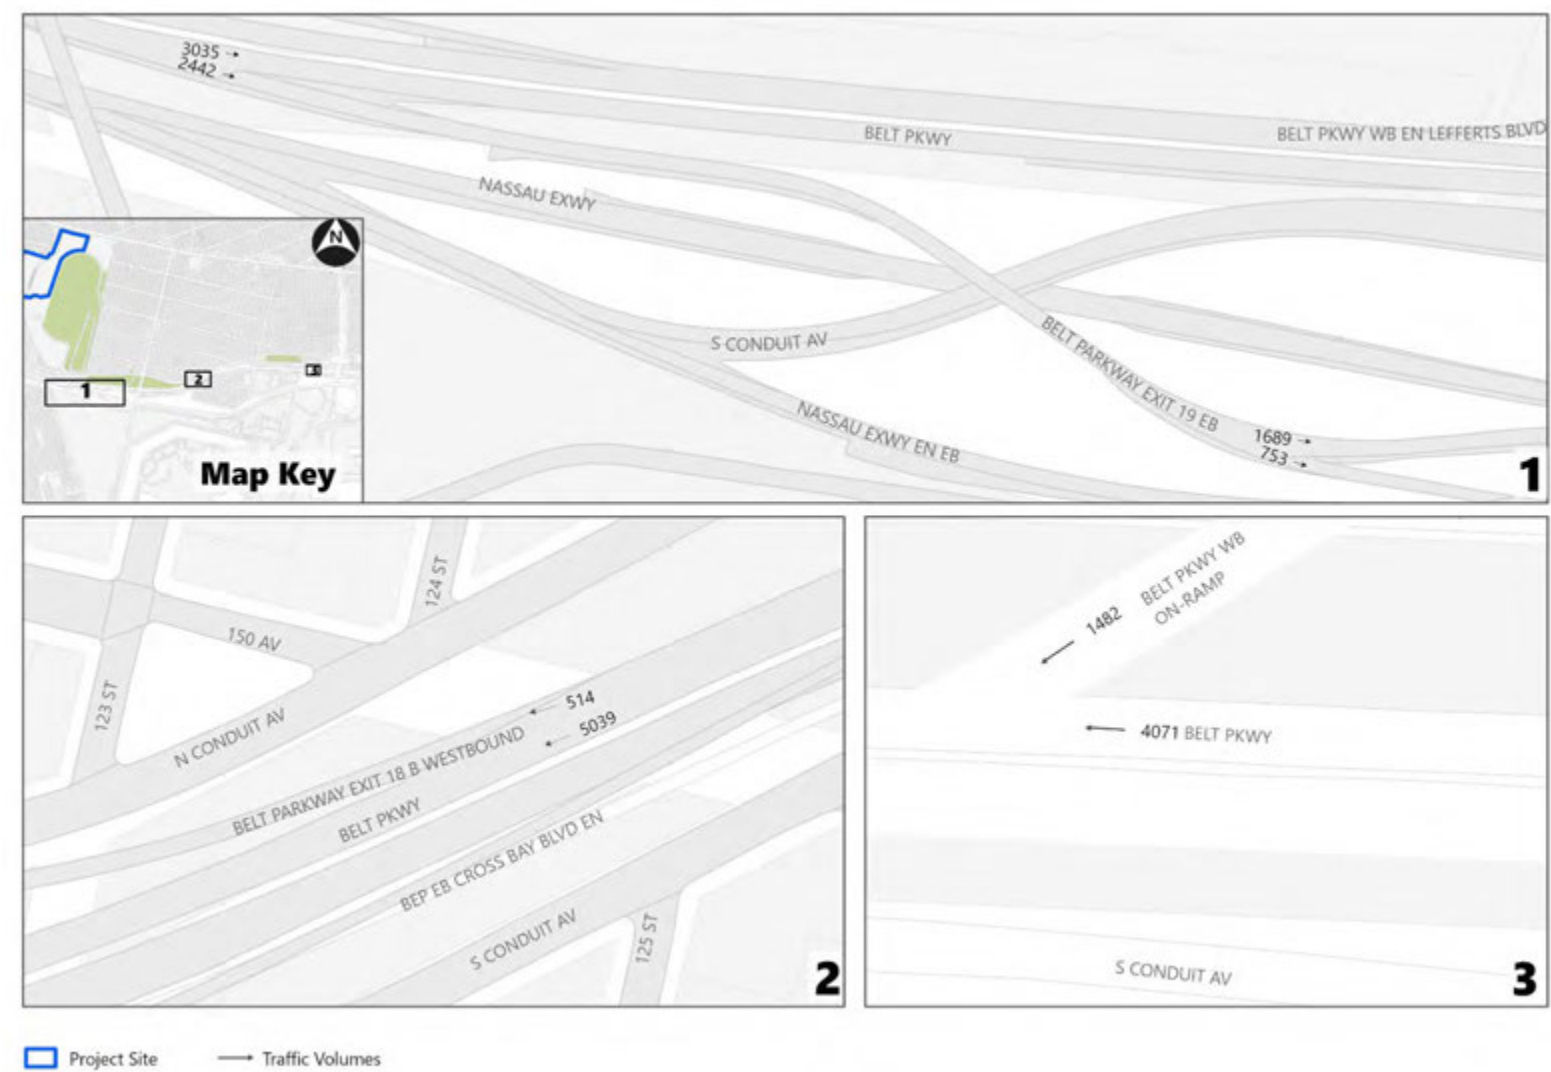 3035
2442
BELT PKWY
BELT PKWY WB EN LEFFERTS BLVD
NASSAU EXWY
N
S CONDUIT AV
BELT PARKWAY EXIT 19 EB
1
2
3
NASSAU EXWY EN EB
1689
753
Map Key
1
124 ST
150 AV
123 ST
N CONDUIT AV
514
5039
BELT PARKWAY EXIT 18 B WESTBOUND
BELT PKWY
BEP EB CROSS BAY BLVD EN
S CONDUIT AV
125 ST
2
BELT PKWY WB
ON-RAMP
1482
4071 BELT PKWY
S CONDUIT AV
3
Project Site
Traffic Volumes